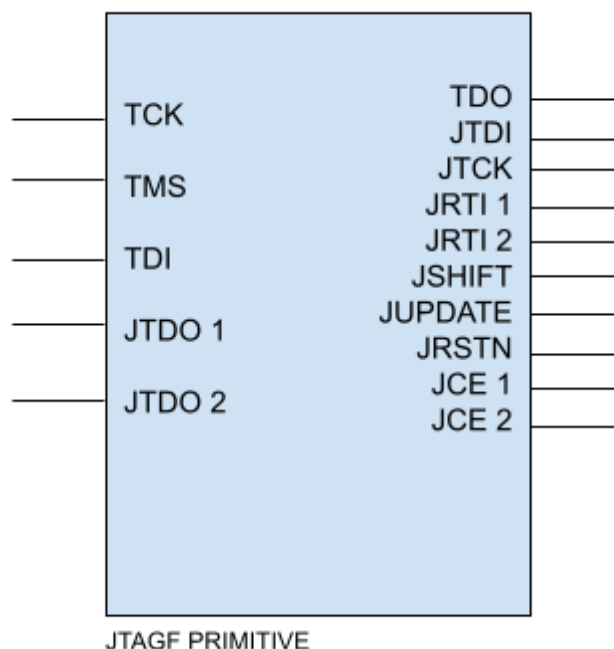 TCK
TMS
TDI
JTDO 1
JTDO 2
TDO
JTDI
JTCK
JRTI 1
JRTI 2
JSHIFT
JUPDATE
JRSTN
JCE 1
JCE 2
JTAGF PRIMITIVE